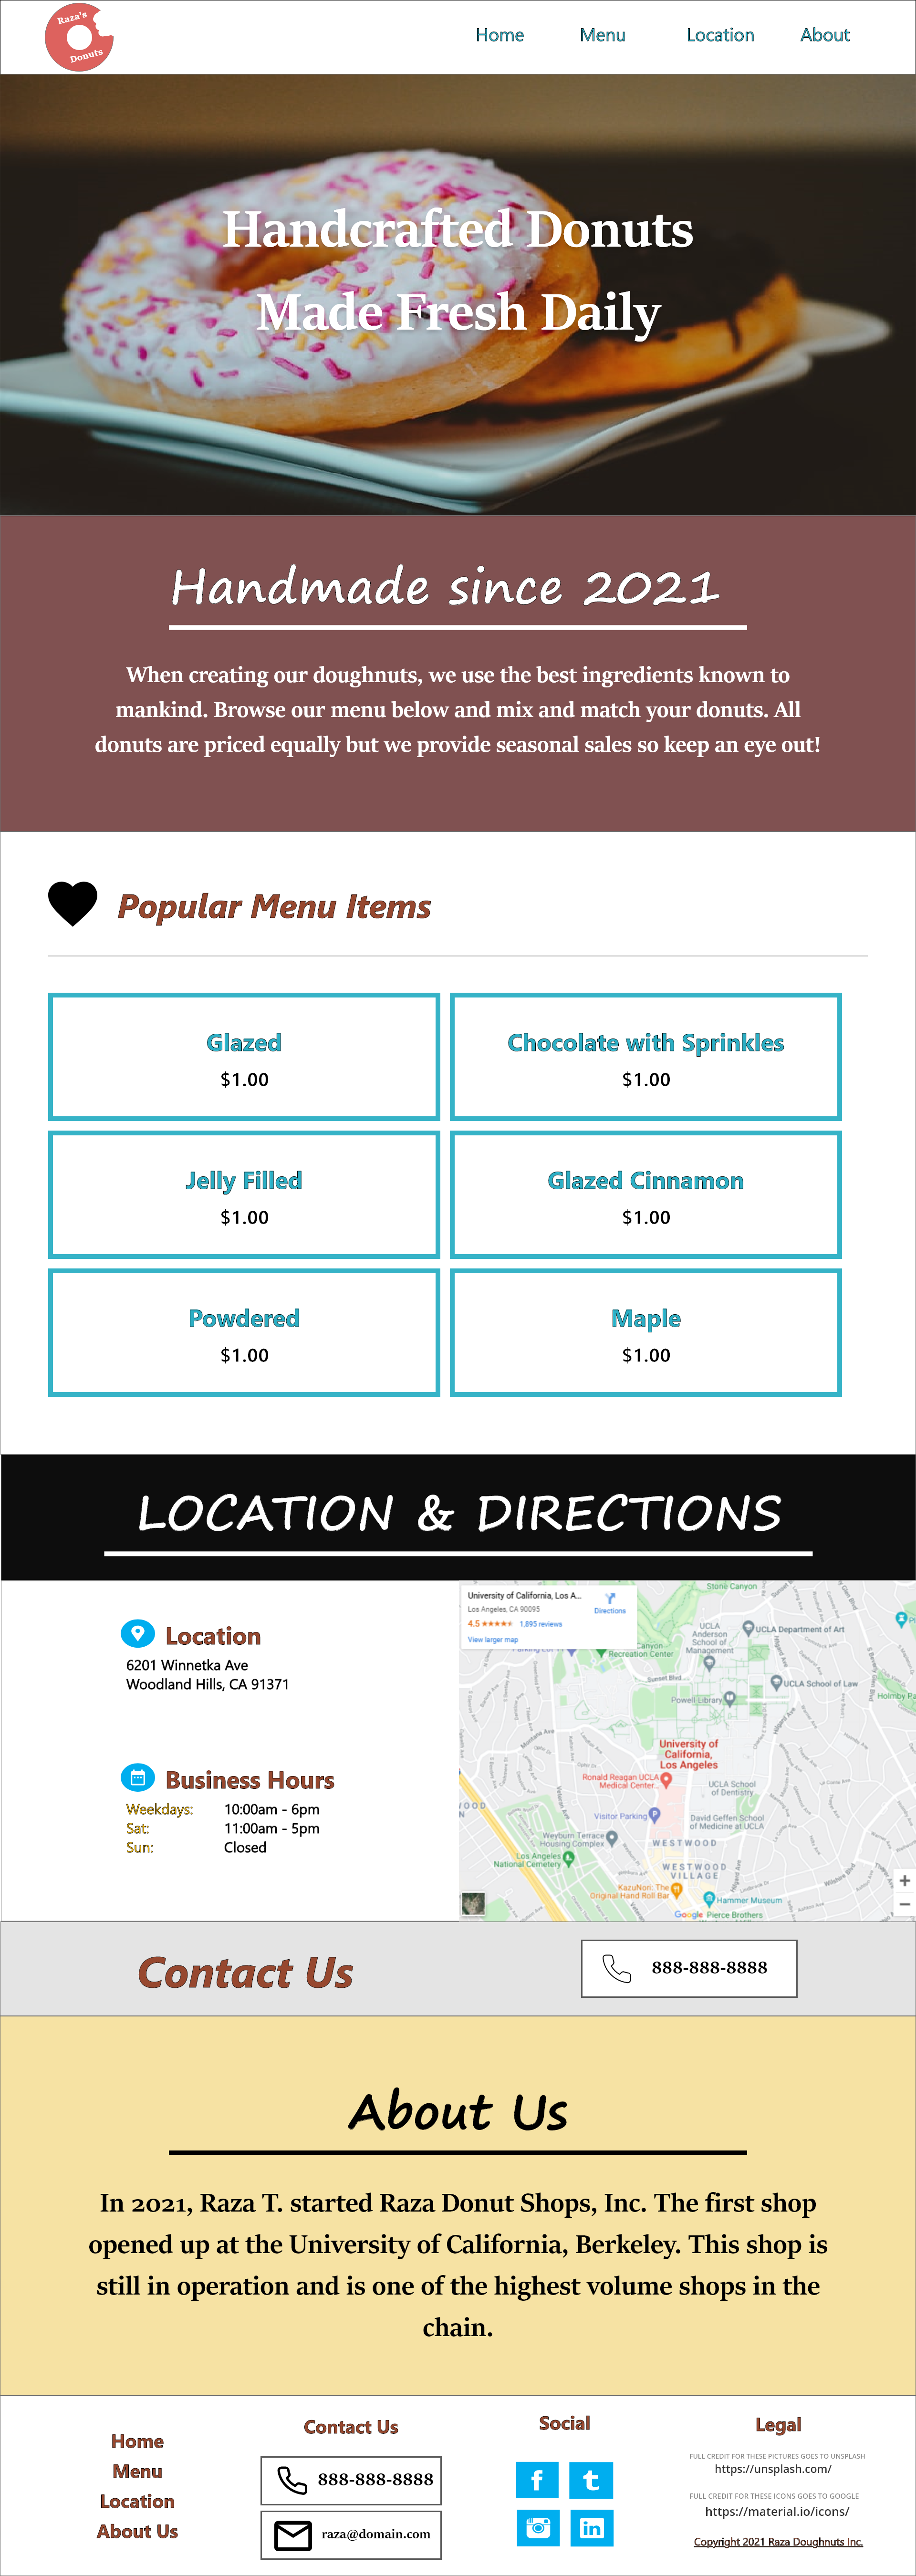 Raza's
Donuts
Home Menu Location About
Handcrafted Donuts
Made Fresh Daily
Handmade since 2021
When creating our doughnuts, we use the best ingredients known to
mankind. Browse our menu below and mix and match your donuts. All
donuts are priced equally but we provide seasonal sales so keep an eye out!
Popular Menu Items
Glazed
$1.00
Chocolate with Sprinkles
$1.00
Jelly Filled
$1.00
Glazed Cinnamon
$1.00
Powdered
$1.00
Maple
$1.00
LOCATION & DIRECTIONS
Location
6201 Winnetka Ave
Woodland Hills, CA 91371
Business Hours
Weekdays: 10:00am - 6pm
Sat: 11:00am - 5pm
Sun: Closed
University of California, Los A...
Los Angeles, CA 90095
4.5 1,895 reviews
View larger map
Directions
Stone Canyon
UCLA
Anderson
School of
Management
UCLA Department of Art
Canyon
Recreation Center
Sunset Blvd
UCLA School of Law
Powell Library
Holmby Pa
Montana Ave
Hilgard Ave
University of
California,
Los Angeles
Ronald Reagan UCLA
Medical Center...
UCLA School
of Dentistry
Visitor Parking
David Geffen School
of Medicine at UCLA
Weyburn Terrace
Housing Complex
WESTWOOD
Los Angeles
National Cemetery
WESTWOOD
VILLAGE
KazuNori: The
Original Hand Roll Bar
Hammer Museum
Google
Pierce Brothers
+
−
Contact Us
888-888-8888
About Us
In 2021, Raza T. started Raza Donut Shops, Inc. The first shop
opened up at the University of California, Berkeley. This shop is
still in operation and is one of the highest volume shops in the
chain.
Home
Menu
Location
About Us
Contact Us
888-888-8888
raza@domain.com
Social
f t
in
Legal
FULL CREDIT FOR THESE PICTURES GOES TO UNSPLASH
https://unsplash.com/
FULL CREDIT FOR THESE ICONS GOES TO GOOGLE
https://material.io/icons/
Copyright 2021 Raza Doughnuts Inc.